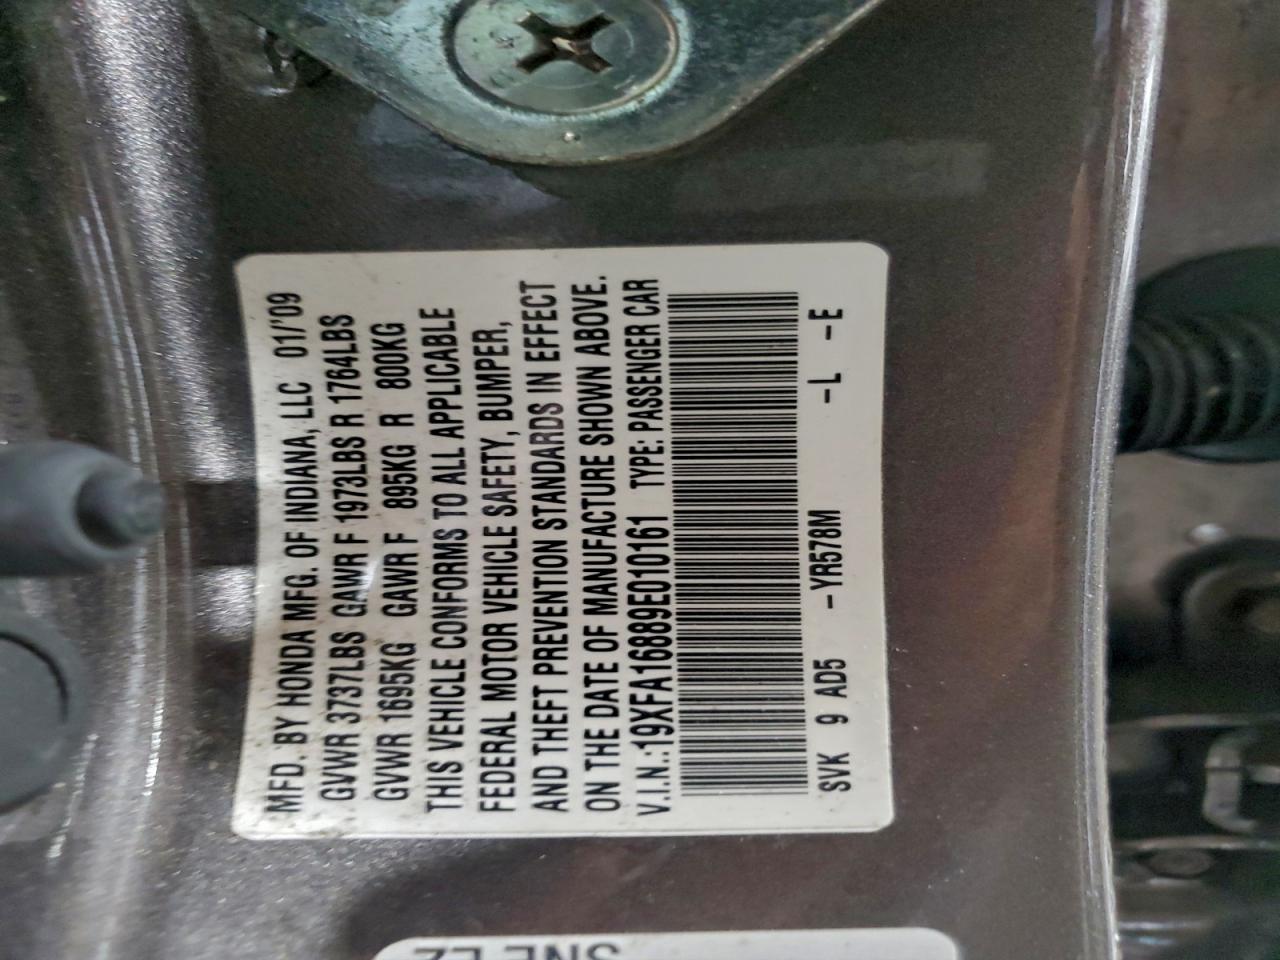 MFD. BY HONDA MFG. OF INDIANA, LLC 01/'09
GVWR 3737LBS GAWR F 1973LBS R 1764LBS
GVWR 1695KG GAWR F 895KG R 800KG
THIS VEHICLE CONFORMS TO ALL APPLICABLE
FEDERAL MOTOR VEHICLE SAFETY, BUMPER,
AND THEFT PREVENTION STANDARDS IN EFFECT
ON THE DATE OF MANUFACTURE SHOWN ABOVE.
V.I.N.:19XFA16889E010161 TYPE: PASSENGER CAR
SVK 9 AD5 -YR578M -L -E